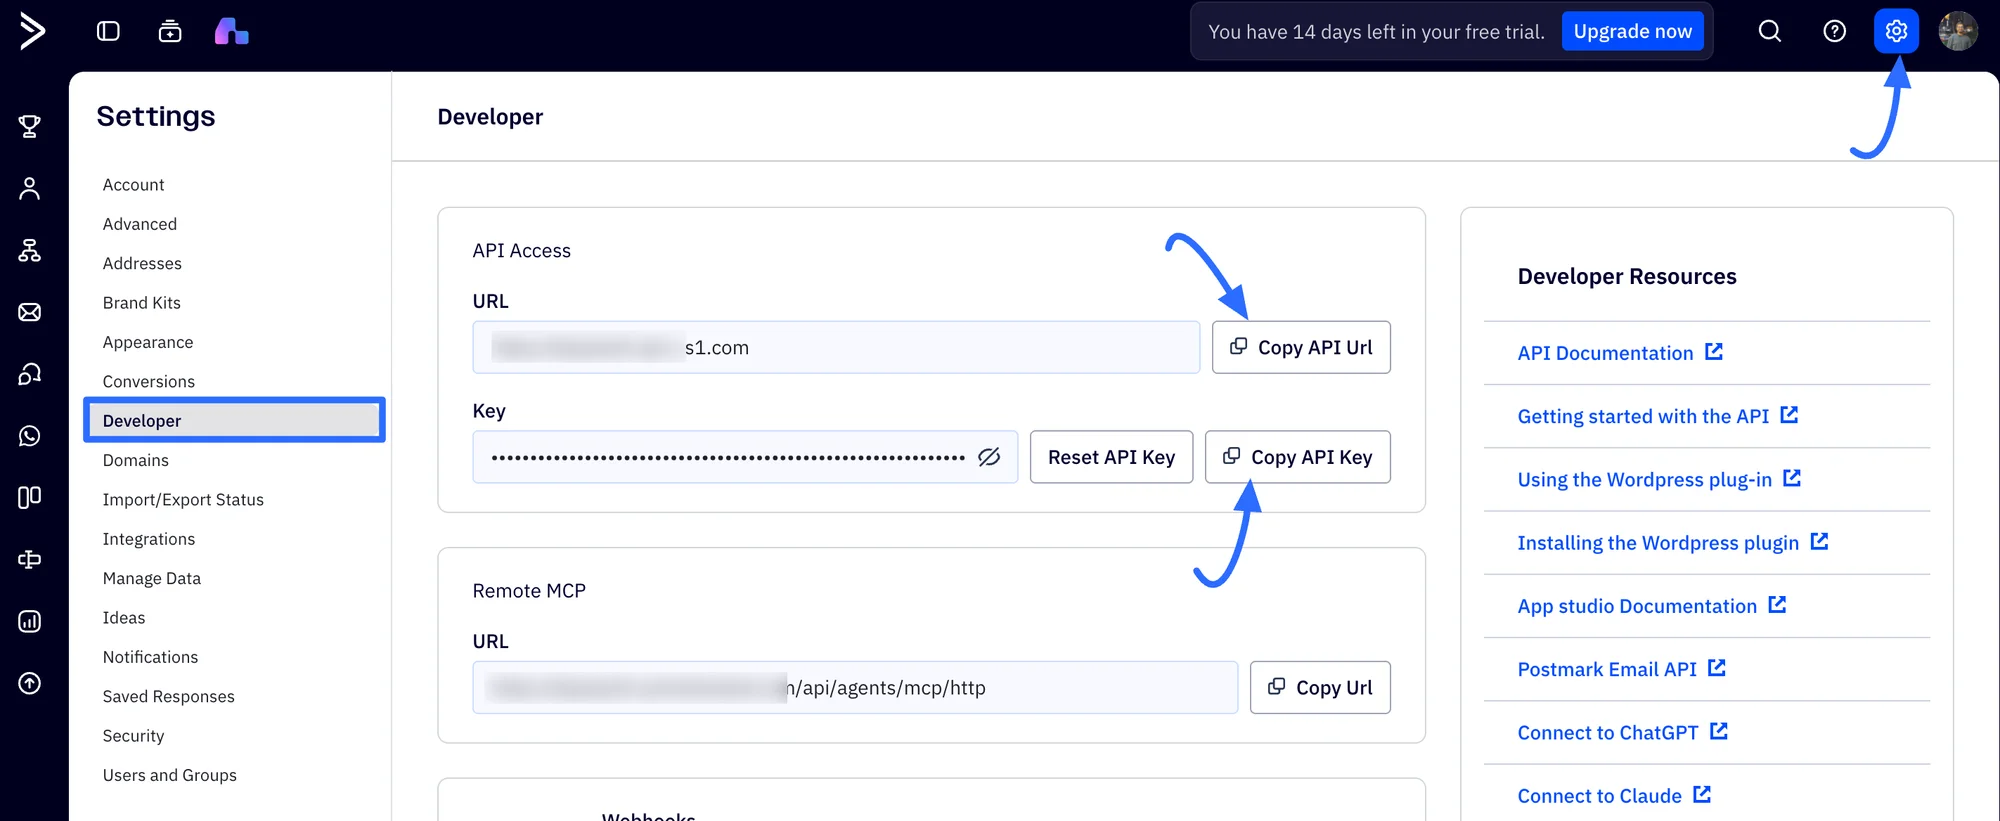 You have 14 days left in your free trial.
Upgrade now
Settings
Account
Advanced
Addresses
Brand Kits
Appearance
Conversions
Developer
Domains
Import/Export Status
Integrations
Manage Data
Ideas
Notifications
Saved Responses
Security
Users and Groups
Developer
API Access
URL
s1.com
Copy API Url
Key
Reset API Key
Copy API Key
Remote MCP
URL
/api/agents/mcp/http
Copy Url
Webhooks
Developer Resources
API Documentation
Getting started with the API
Using the Wordpress plug-in
Installing the Wordpress plugin
App studio Documentation
Postmark Email API
Connect to ChatGPT
Connect to Claude